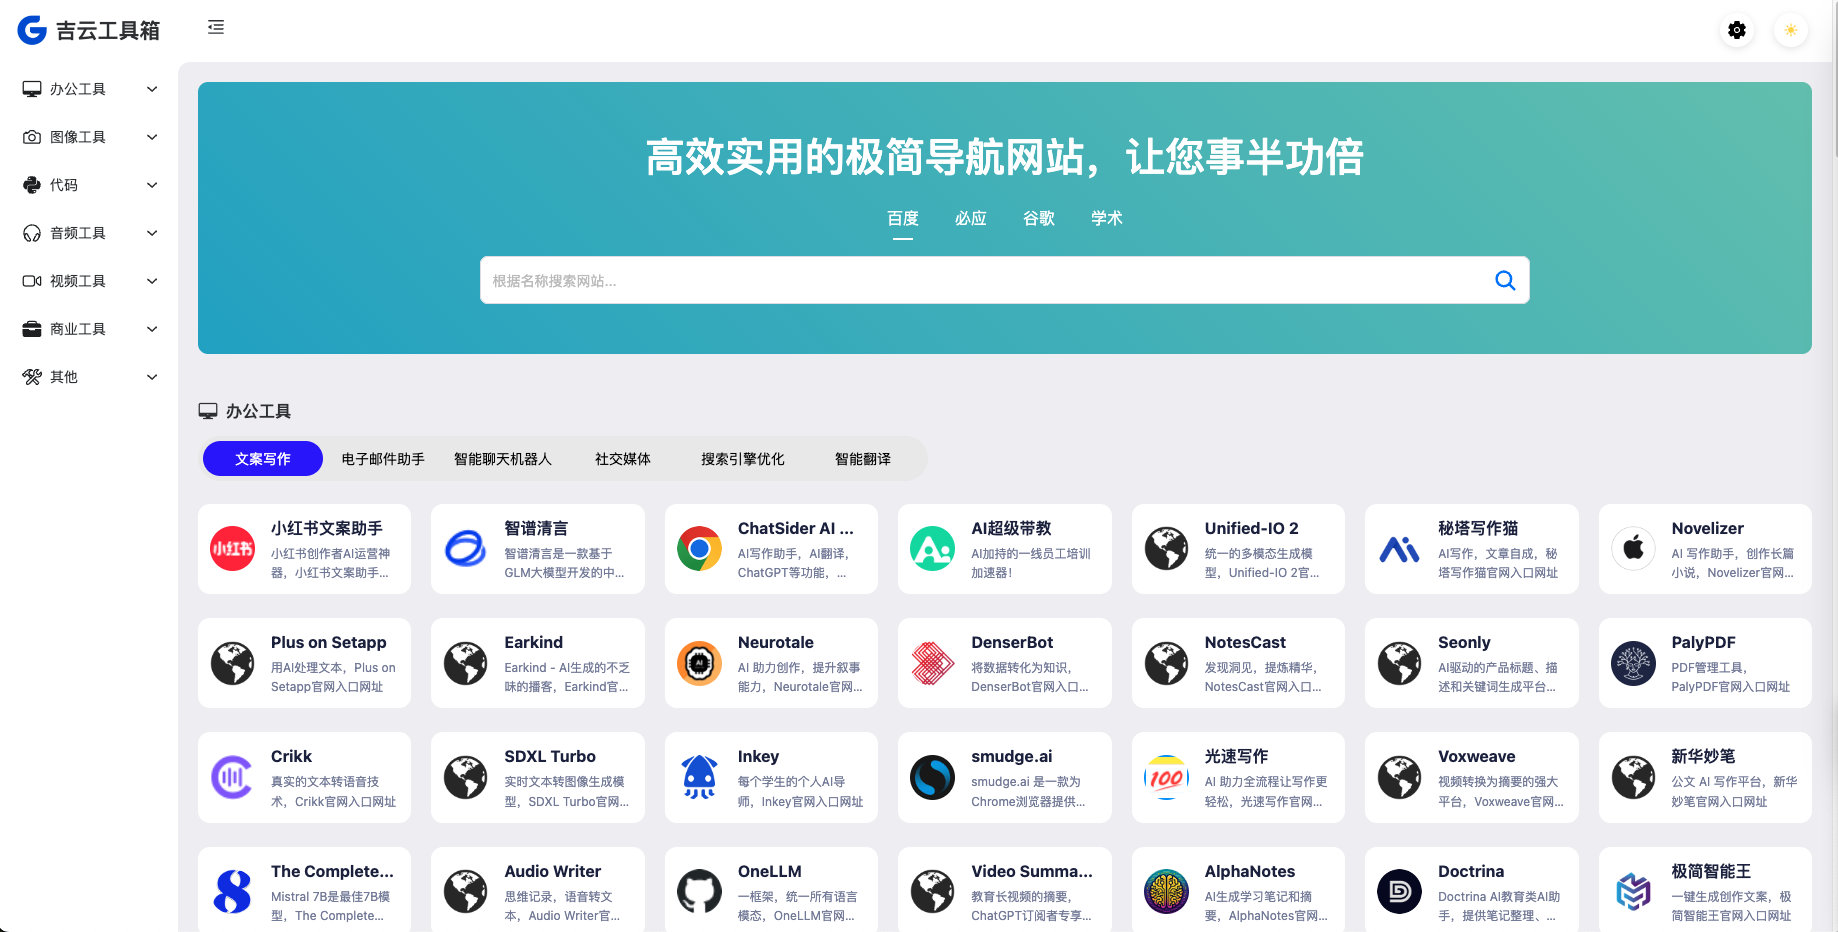 吉云工具箱
办公工具
图像工具
代码
音频工具
视频工具
商业工具
其他
高效实用的极简导航网站，让您事半功倍
百度 必应 谷歌 学术
根据名称搜索网站...
办公工具
文案写作 电子邮件助手 智能聊天机器人 社交媒体 搜索引擎优化 智能翻译
小红书
小红书文案助手
小红书创作者AI运营神
器，小红书文案助手...
智谱清言
智谱清言是一款基于
GLM大模型开发的中...
ChatSider AI ...
AI写作助手，AI翻译，
ChatGPT等功能，...
AI超级带教
AI加持的一线员工培训
加速器！
Unified-IO 2
统一的多模态生成模
型，Unified-IO 2官...
秘塔写作猫
AI写作，文章自成，秘
塔写作猫官网入口网址
Novelizer
AI 写作助手，创作长篇
小说，Novelizer官网...
Plus on Setapp
用AI处理文本，Plus on
Setapp官网入口网址
Earkind
Earkind - AI生成的不乏
味的播客，Earkind官...
AI
Neurotale
AI 助力创作，提升叙事
能力，Neurotale官网...
DenserBot
将数据转化为知识，
DenserBot官网入口...
NotesCast
发现洞见，提炼精华，
NotesCast官网入口...
Seonly
AI驱动的产品标题、描
述和关键词生成平台...
PalyPDF
PDF管理工具，
PalyPDF官网入口网址
Crikk
真实的文本转语音技
术，Crikk官网入口网址
SDXL Turbo
实时文本转图像生成模
型，SDXL Turbo官网...
Inkey
每个学生的个人AI导
师，Inkey官网入口网址
smudge.ai
smudge.ai 是一款为
Chrome浏览器提供...
100
光速写作
AI 助力全流程让写作更
轻松，光速写作官网...
Voxweave
视频转换为摘要的强大
平台，Voxweave官网...
新华妙笔
公文 AI 写作平台，新华
妙笔官网入口网址
The Complete...
Mistral 7B是最佳7B模
型，The Complete...
Audio Writer
思维记录，语音转文
本，Audio Writer官...
OneLLM
一框架，统一所有语言
模态，OneLLM官网...
Video Summa...
教育长视频的摘要，
ChatGPT订阅者专享...
AlphaNotes
AI生成学习笔记和摘
要，AlphaNotes官网...
Doctrina
Doctrina AI教育类AI助
手，提供笔记整理、...
极简智能王
一键生成创作文案，极
简智能王官网入口网址